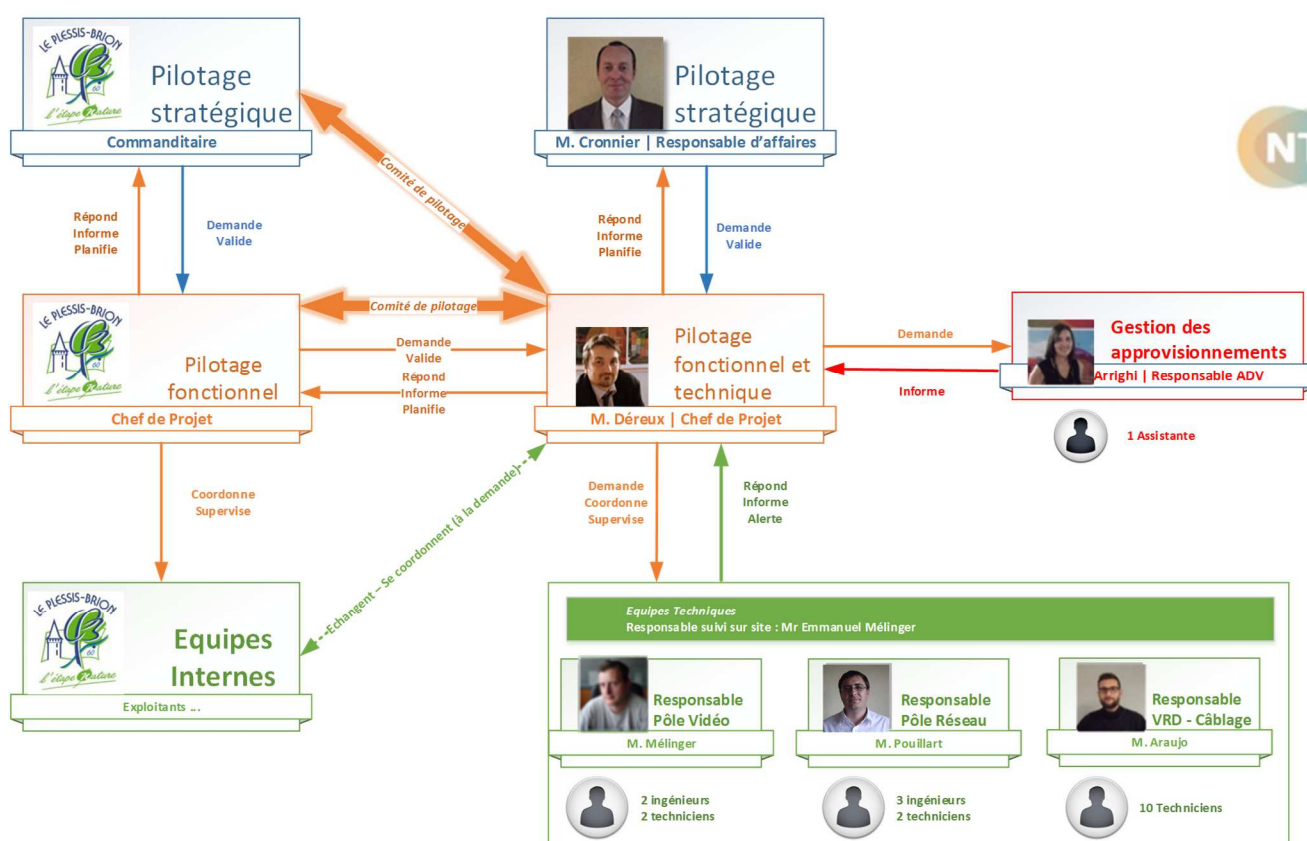 LE PLESSIS-BRION
60
l'étape Nature
Pilotage
stratégique
Commanditaire
Pilotage
stratégique
M. Cronnier | Responsable d'affaires
NT
Répond
Informe
Planifie
Demande
Valide
Comité de pilotage
Répond
Informe
Planifie
Demande
Valide
LE PLESSIS-BRION
60
l'étape Nature
Pilotage
fonctionnel
Chef de Projet
Comité de pilotage
Demande
Valide
Répond
Informe
Planifie
Pilotage
fonctionnel et
technique
M. Déreux | Chef de Projet
Demande
Informe
Gestion des
approvisionnements
Arrighi | Responsable ADV
1 Assistante
Coordonne
Supervise
Echangent – Se coordonnent (à la demande)
Demande
Coordonne
Supervise
Répond
Informe
Alerte
LE PLESSIS-BRION
60
l'étape Nature
Equipes
Internes
Exploitants ...
Equipes Techniques
Responsable suivi sur site : Mr Emmanuel Mélinger
Responsable
Pôle Vidéo
M. Mélinger
2 ingénieurs
2 techniciens
Responsable
Pôle Réseau
M. Pouillart
3 ingénieurs
2 techniciens
Responsable
VRD - Câblage
M. Araujo
10 Techniciens